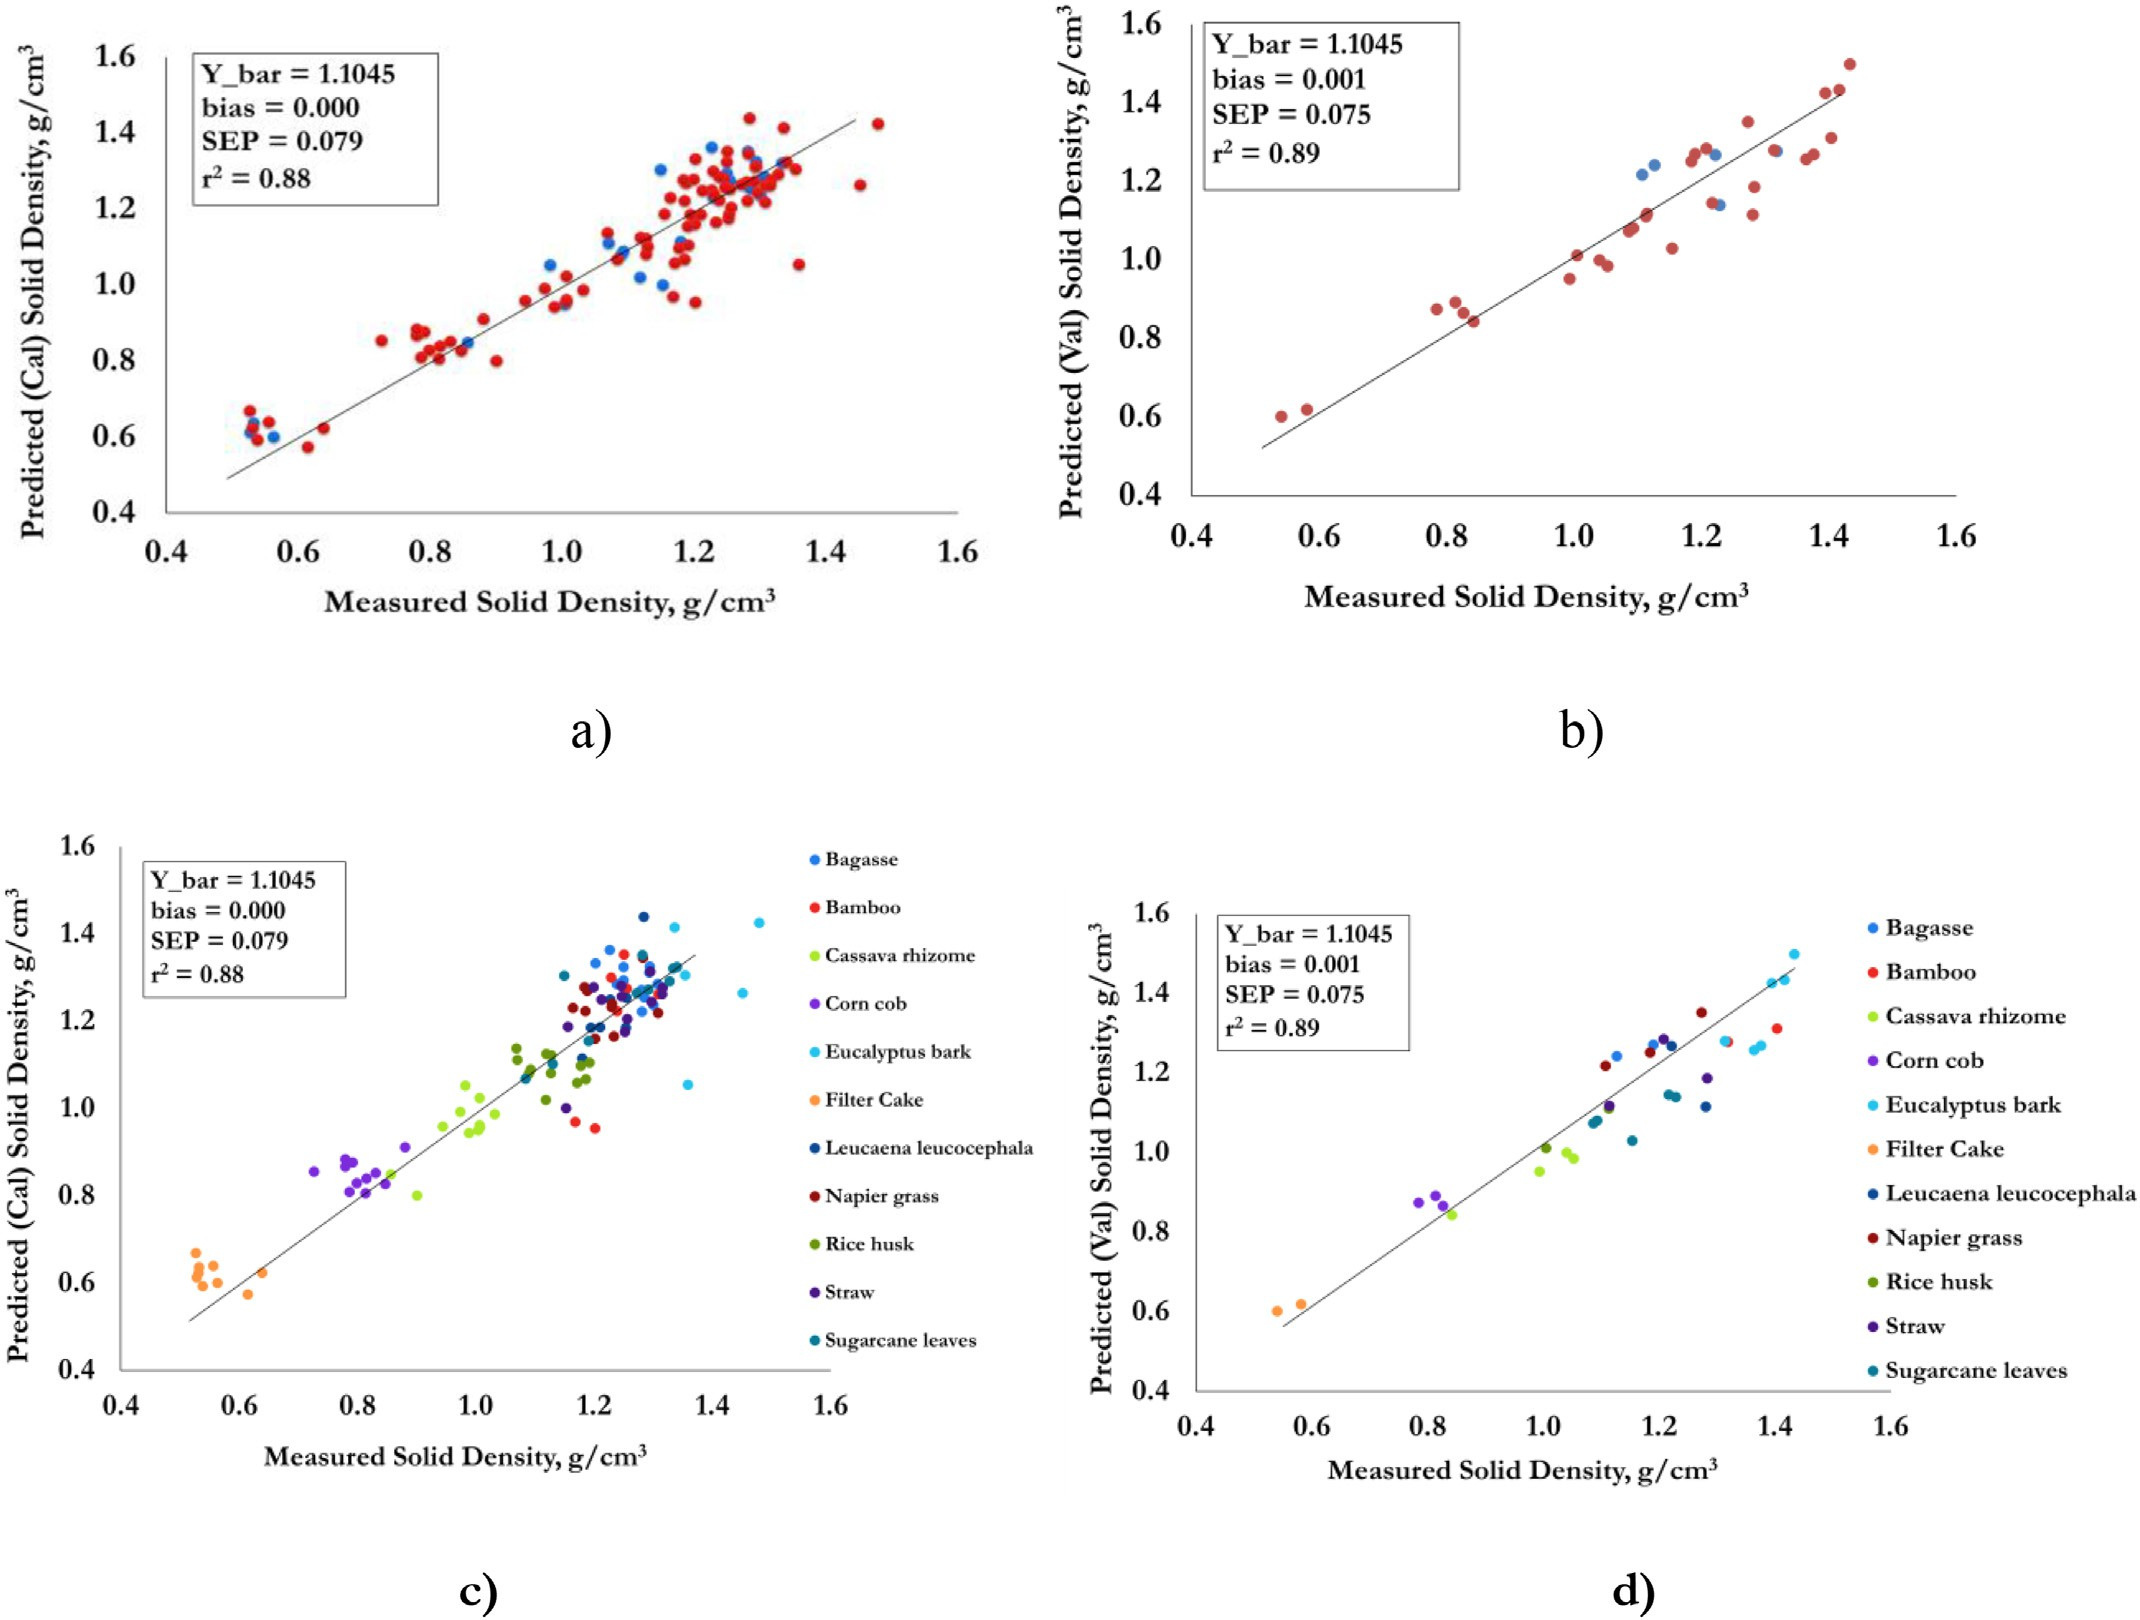 Predicted (Cal) Solid Density, g/cm³
1.6
1.4
1.2
1.0
0.8
0.6
0.4
Y_bar = 1.1045
bias = 0.000
SEP = 0.079
r² = 0.88
0.4 0.6 0.8 1.0 1.2 1.4 1.6
Measured Solid Density, g/cm³
a)
Predicted (Val) Solid Density, g/cm³
1.6
1.4
1.2
1.0
0.8
0.6
0.4
Y_bar = 1.1045
bias = 0.001
SEP = 0.075
r² = 0.89
0.4 0.6 0.8 1.0 1.2 1.4 1.6
Measured Solid Density, g/cm³
b)
Predicted (Cal) Solid Density, g/cm³
1.6
1.4
1.2
1.0
0.8
0.6
0.4
Y_bar = 1.1045
bias = 0.000
SEP = 0.079
r² = 0.88
Bagasse
Bamboo
Cassava rhizome
Corn cob
Eucalyptus bark
Filter Cake
Leucaena leucocephala
Napier grass
Rice husk
Straw
Sugarcane leaves
0.4 0.6 0.8 1.0 1.2 1.4 1.6
Measured Solid Density, g/cm³
c)
Predicted (Val) Solid Density, g/cm³
1.6
1.4
1.2
1.0
0.8
0.6
0.4
Y_bar = 1.1045
bias = 0.001
SEP = 0.075
r² = 0.89
Bagasse
Bamboo
Cassava rhizome
Corn cob
Eucalyptus bark
Filter Cake
Leucaena leucocephala
Napier grass
Rice husk
Straw
Sugarcane leaves
0.4 0.6 0.8 1.0 1.2 1.4 1.6
Measured Solid Density, g/cm³
d)